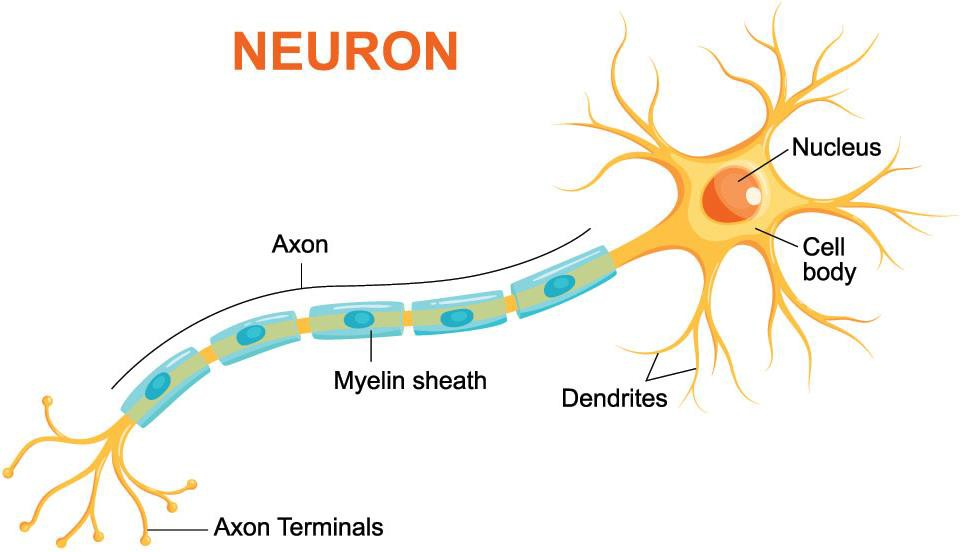 NEURON
Nucleus
Axon
Cell
body
Myelin sheath
Dendrites
Axon Terminals